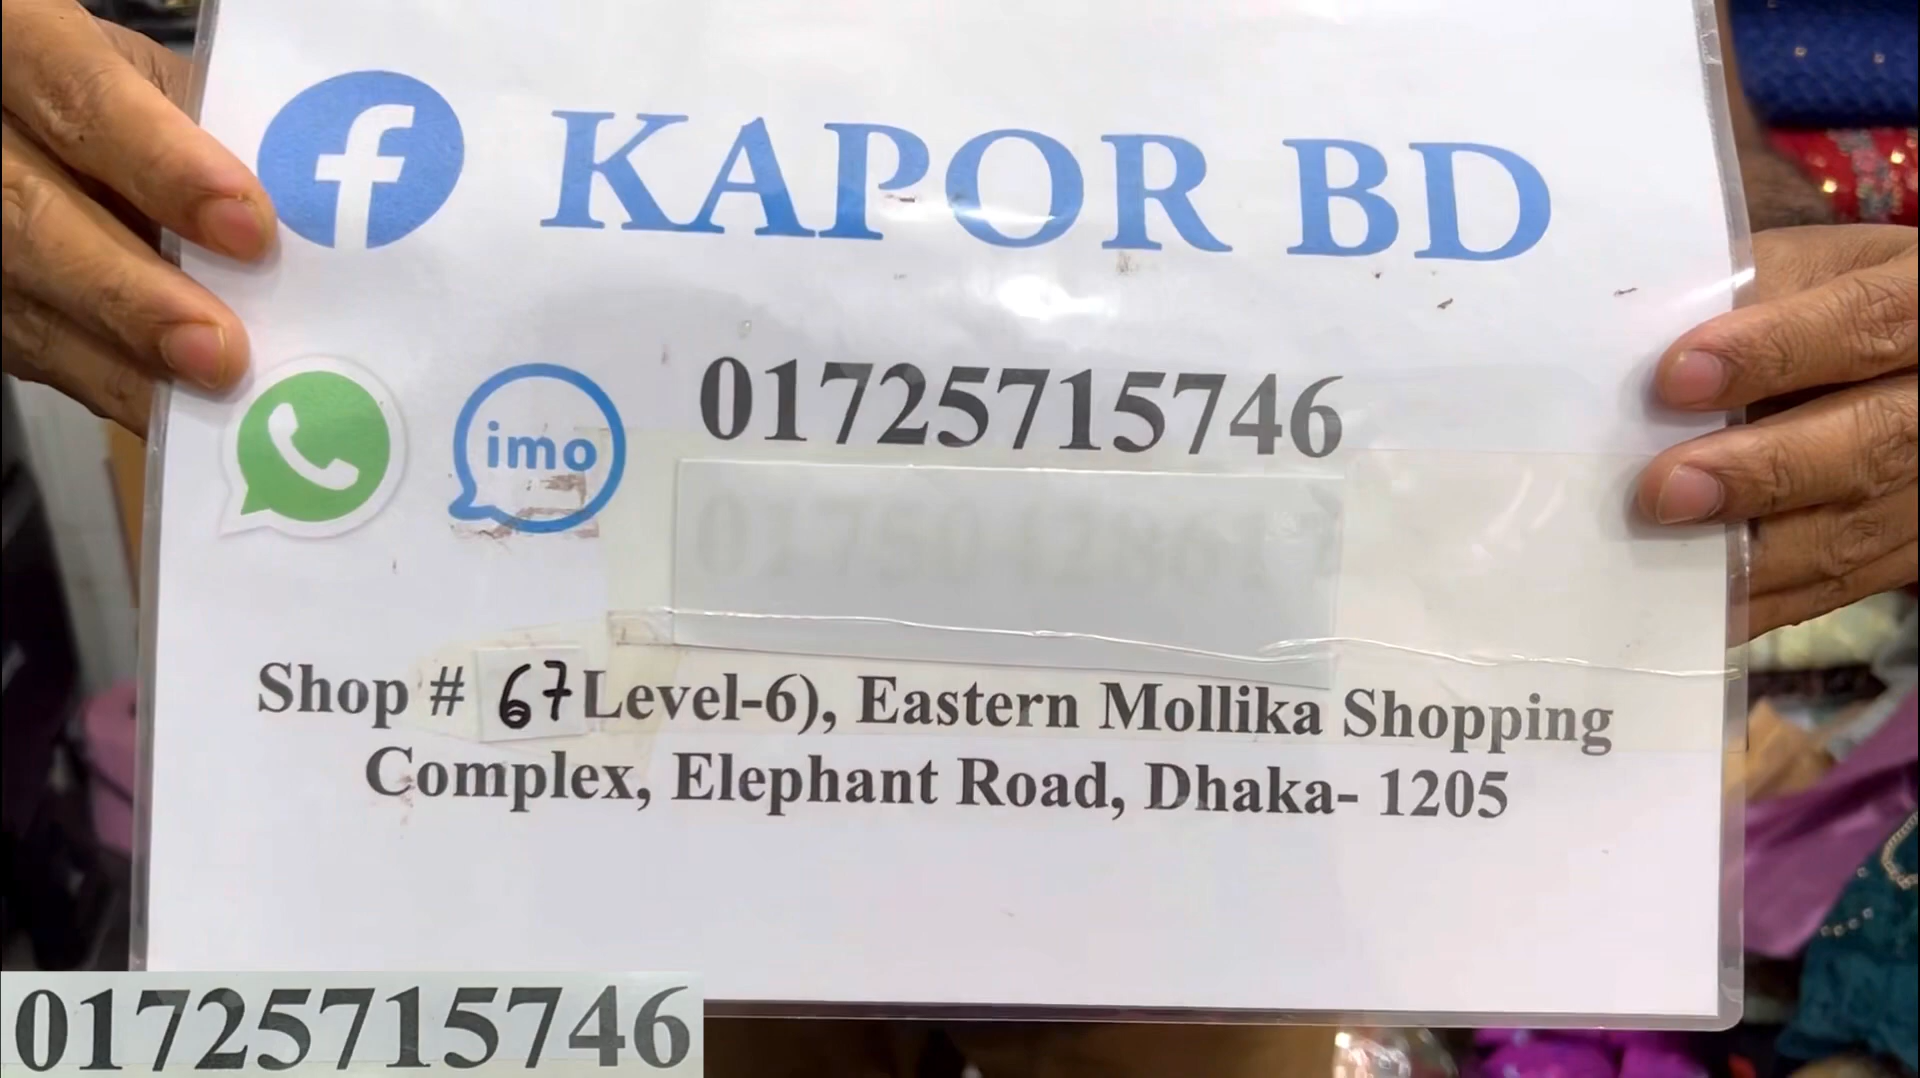 f KAPOR BD
imo 01725715746
Shop # 67 Level-6), Eastern Mollika Shopping
Complex, Elephant Road, Dhaka- 1205
01725715746